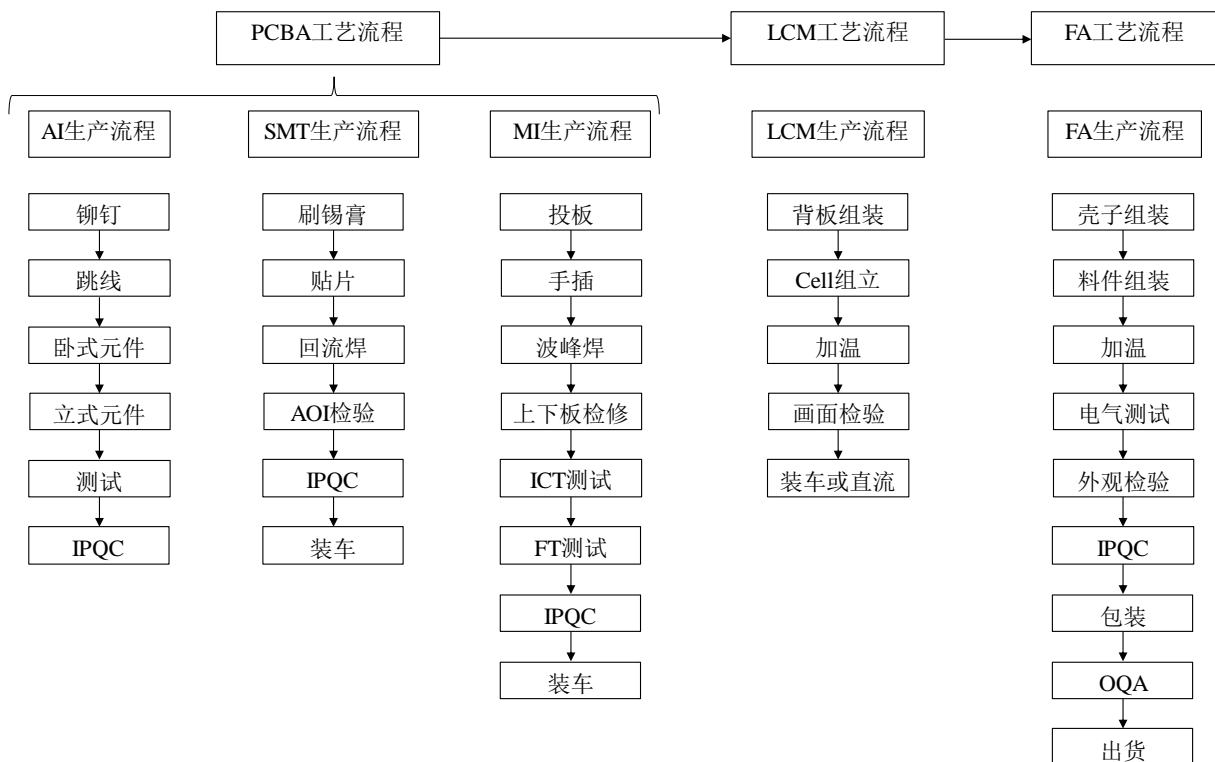 PCBA工艺流程
LCM工艺流程
FA工艺流程
AI生产流程
SMT生产流程
MI生产流程
LCM生产流程
FA生产流程
铆钉
跳线
卧式元件
立式元件
测试
IPQC
刷锡膏
贴片
回流焊
AOI检验
IPQC
装车
投板
手插
波峰焊
上下板检修
ICT测试
FT测试
IPQC
装车
背板组装
Cell组立
加温
画面检验
装车或直流
壳子组装
料件组装
加温
电气测试
外观检验
IPQC
包装
OQA
出货